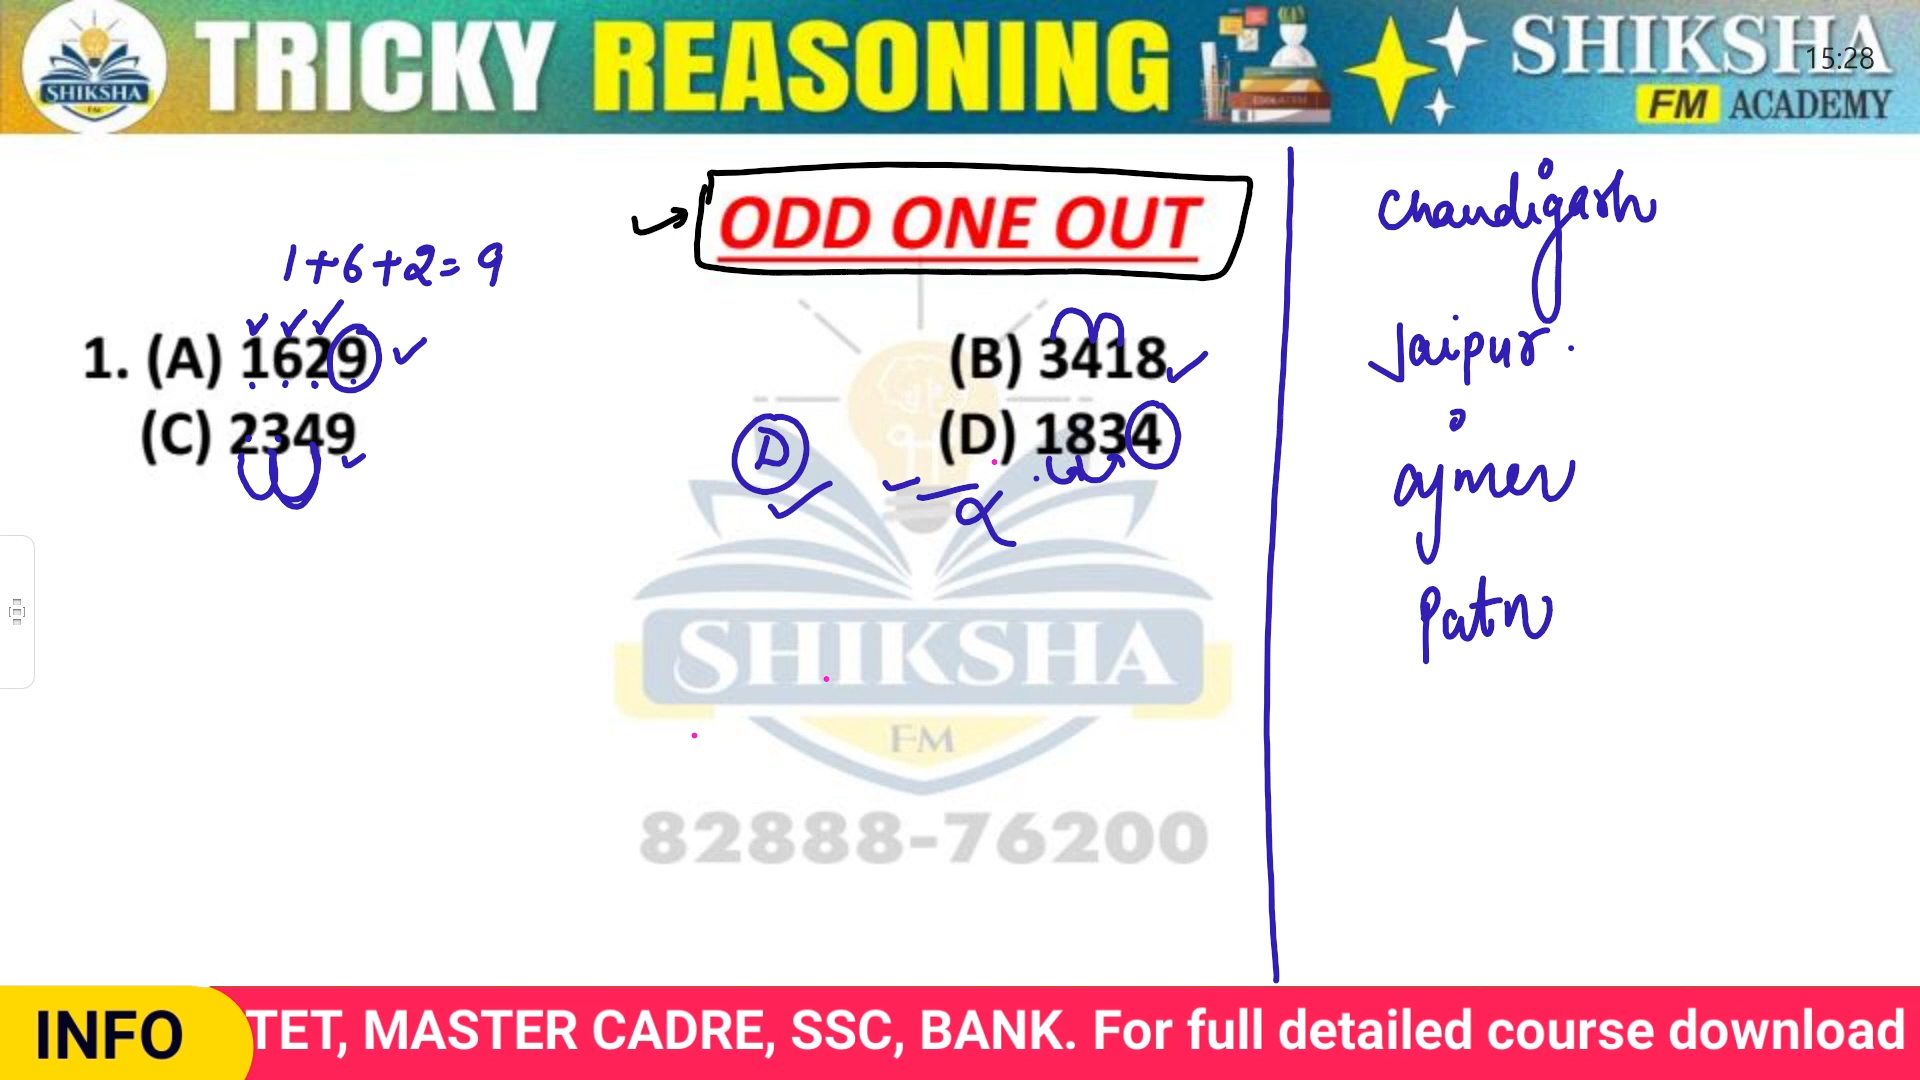 SHIKSHA
FM
TRICKY REASONING
SHIKSHA
15:28
FM ACADEMY
ODD ONE OUT
1+6+2=9
1. (A) 1629
(B) 3418
(C) 2349
(D) 1834
D
Chandigarh
Jaipur.
ajmer
Patn
SHIKSHA
FM
82888-76200
INFO
TET, MASTER CADRE, SSC, BANK. For full detailed course download